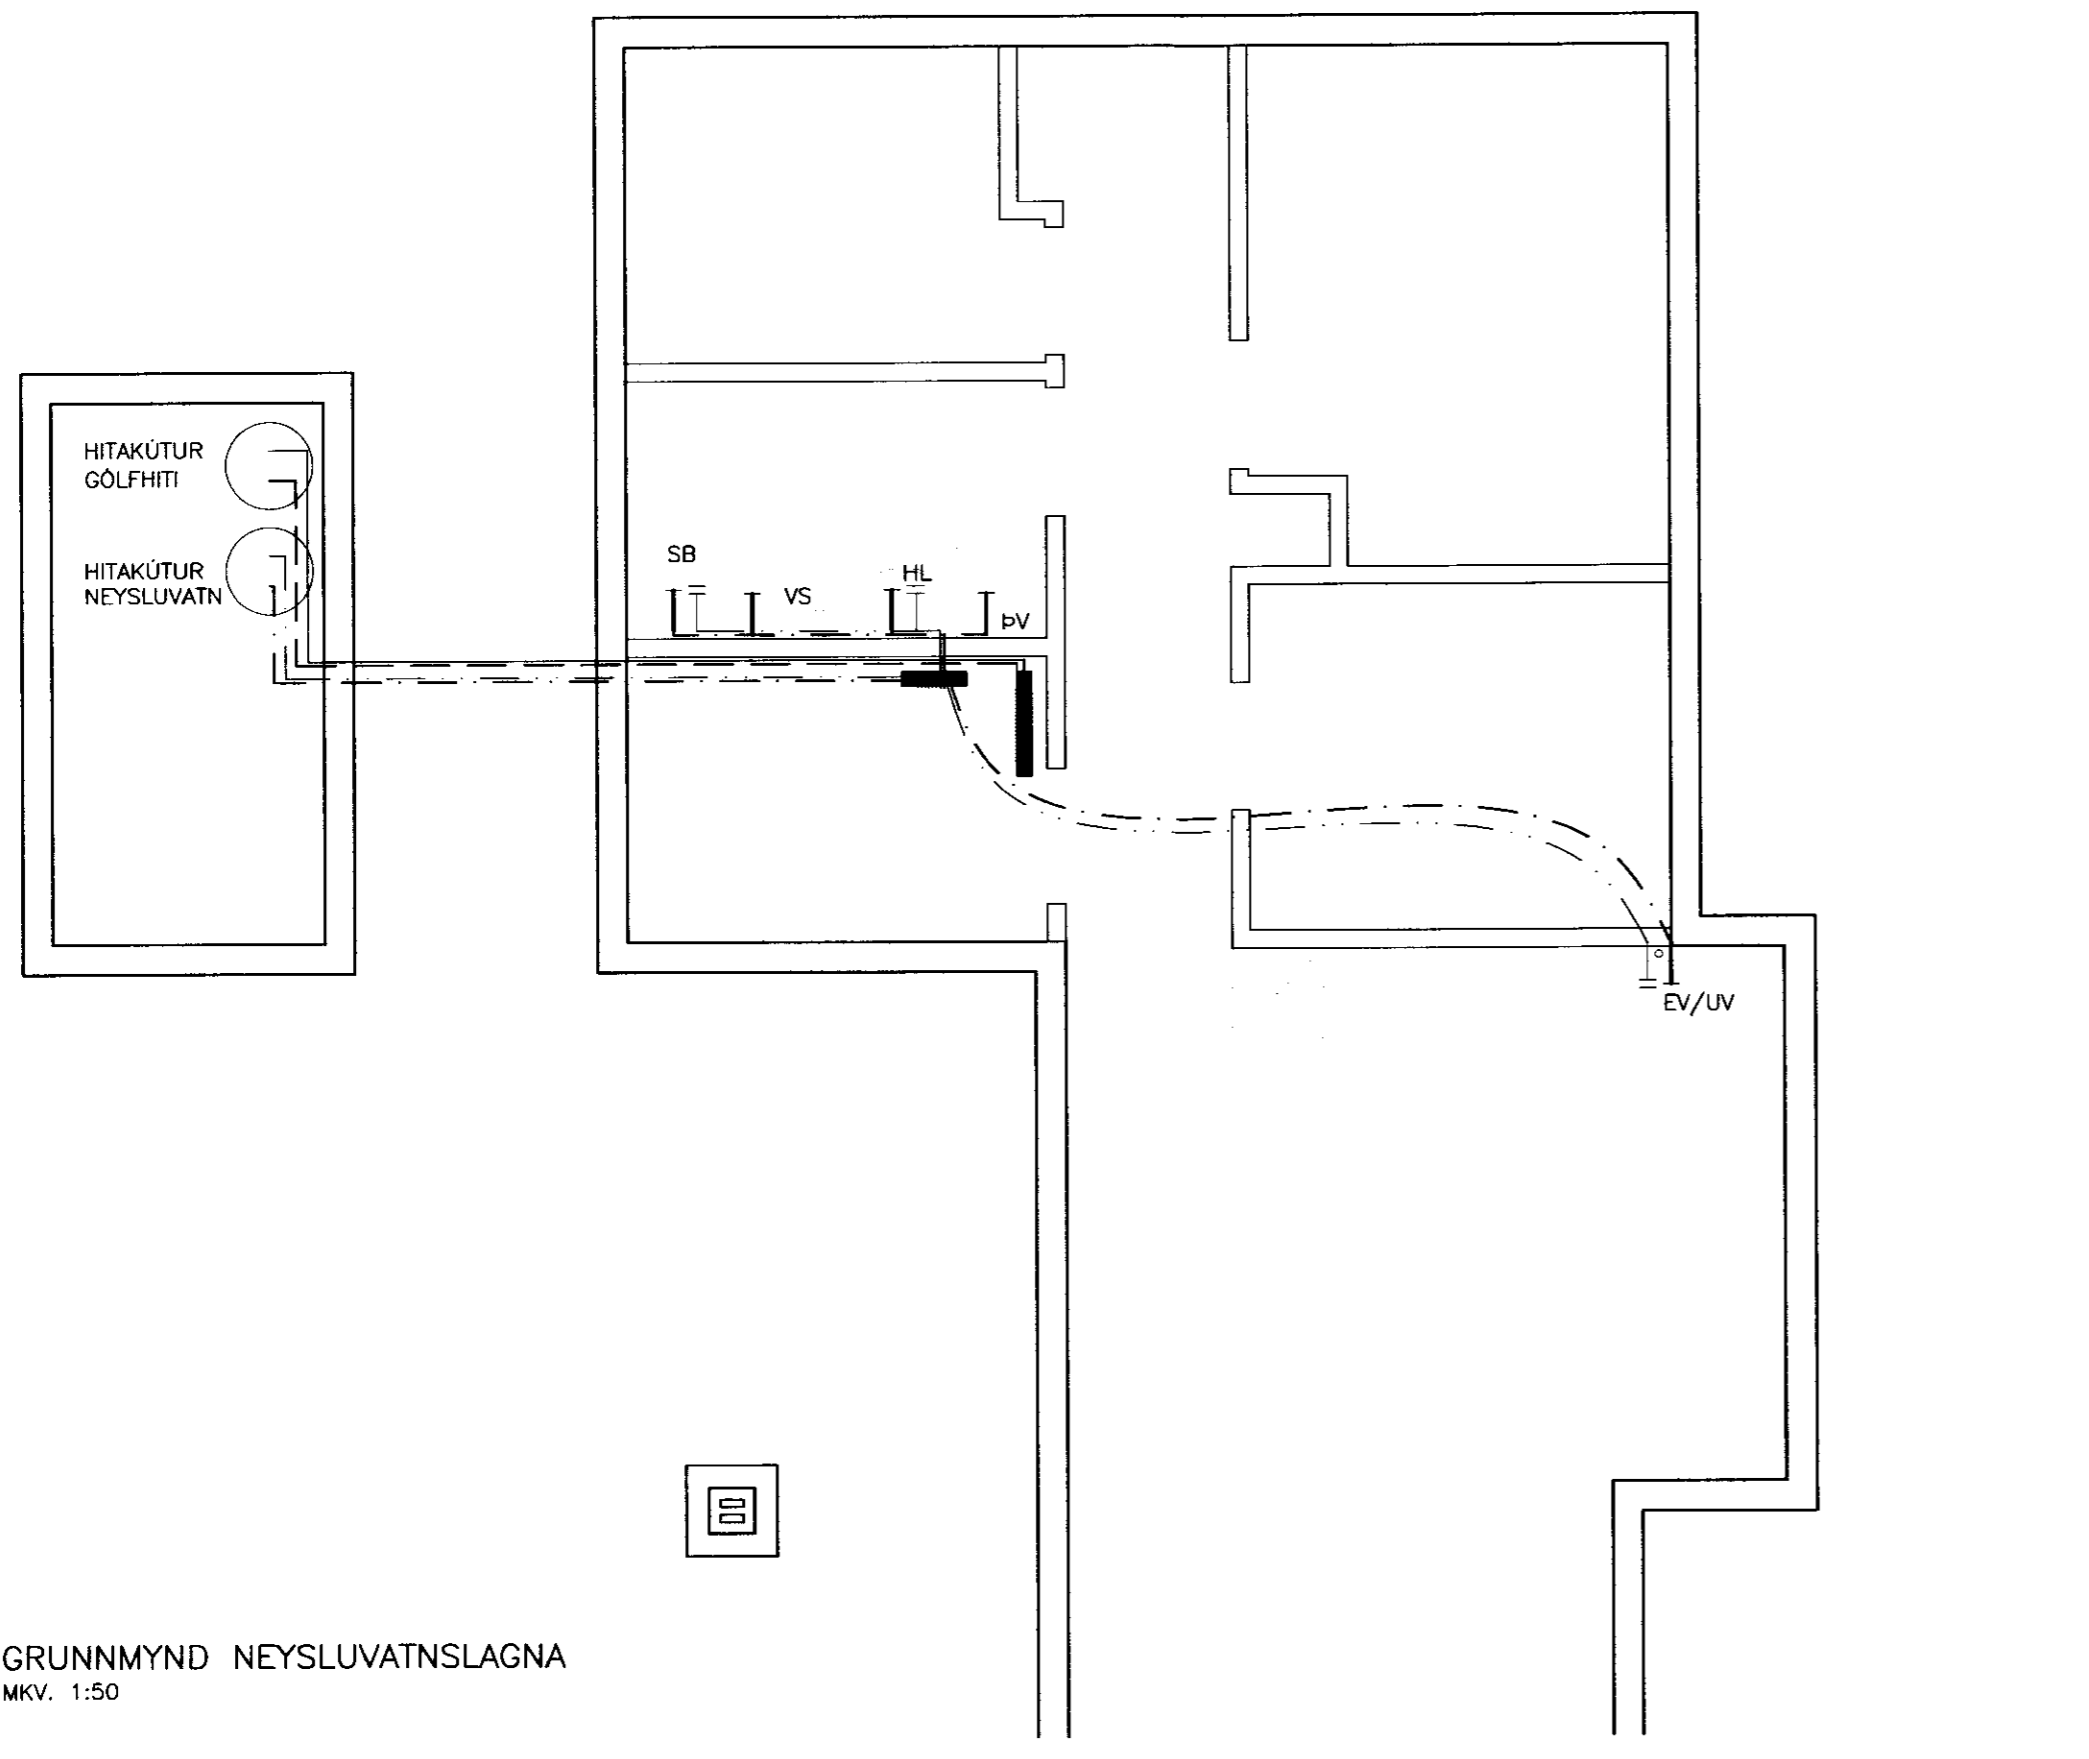 HITAKÚTUR
GÓLFHITI
HITAKÚTUR
NEYSLUVATN
SB
VS
HL
ÞV
EV/UV
GRUNNMYND NEYSLUVATNSLAGNA
MKV. 1:50